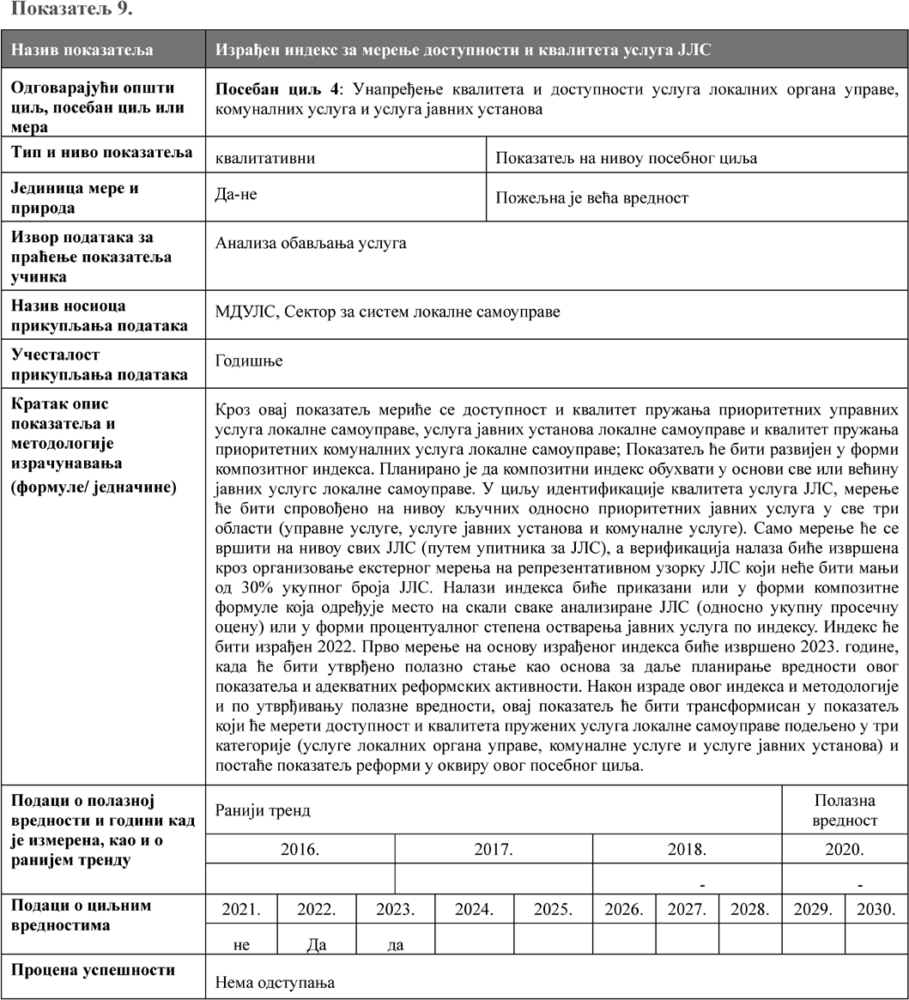 Показатељ 9.
Назив показатеља
Израђен индекс за мерење доступности и квалитета услуга ЈЛС
Одговарајући општи
циљ, посебан циљ или
мера
Посебан циљ 4: Унапређење квалитета и доступности услуга локалних органа управе,
комуналних услуга и услуга јавних установа
Тип и ниво показатеља
квалитативни
Показатељ на нивоу посебног циља
Јединица мере и
природа
Да-не
Пожељна је већа вредност
Извор података за
праћење показатеља
учинка
Анализа обављања услуга
Назив носиоца
прикупљања података
МДУЛС, Сектор за систем локалне самоуправе
Учесталост
прикупљања података
Годишње
Кратак опис
показатеља и
методологије
израчунавања
(формуле/ једначине)
Кроз овај показатељ мериће се доступност и квалитет пружања приоритетних управних
услуга локалне самоуправе, услуга јавних установа локалне самоуправе и квалитет пружања
приоритетних комуналних услуга локалне самоуправе; Показатељ ће бити развијен у форми
композитног индекса. Планирано је да композитни индекс обухвати у основи све или већину
јавних услугс локалне самоуправе. У циљу идентификације квалитета услуга ЈЛС, мерење
ће бити спровођено на нивоу кључних односно приоритетних јавних услуга у све три
области (управне услуге, услуге јавних установа и комуналне услуге). Само мерење ће се
вршити на нивоу свих ЈЛС (путем упитника за ЈЛС), а верификација налаза биће извршена
кроз организовање екстерног мерења на репрезентативном узорку ЈЛС који неће бити мањи
од 30% укупног броја ЈЛС. Налази индекса биће приказани или у форми композитне
формуле која одређује место на скали сваке анализиране ЈЛС (односно укупну просечну
оцену) или у форми процентуалног степена остварења јавних услуга по индексу. Индекс ће
бити израђен 2022. Прво мерење на основу израђеног индекса биће извршено 2023. године,
када ће бити утврђено полазно стање као основа за даље планирање вредности овог
показатеља и адекватних реформских активности. Након израде овог индекса и методологије
и по утврђивању полазне вредности, овај показатељ ће бити трансформисан у показатељ
који ће мерети доступност и квалитета пружених услуга локалне самоуправе подељено у три
категорије (услуге локалних органа управе, комуналне услуге и услуге јавних установа) и
постаће показатељ реформи у оквиру овог посебног циља.
Подаци о полазној
вредности и години кад
је измерена, као и о
ранијем тренду
Ранији тренд
Полазна
вредност
2016. 2017. 2018. 2020.
- -
Подаци о циљним
вредностима
2021. 2022. 2023. 2024. 2025. 2026. 2027. 2028. 2029. 2030.
не Да да
Процена успешности
Нема одступања